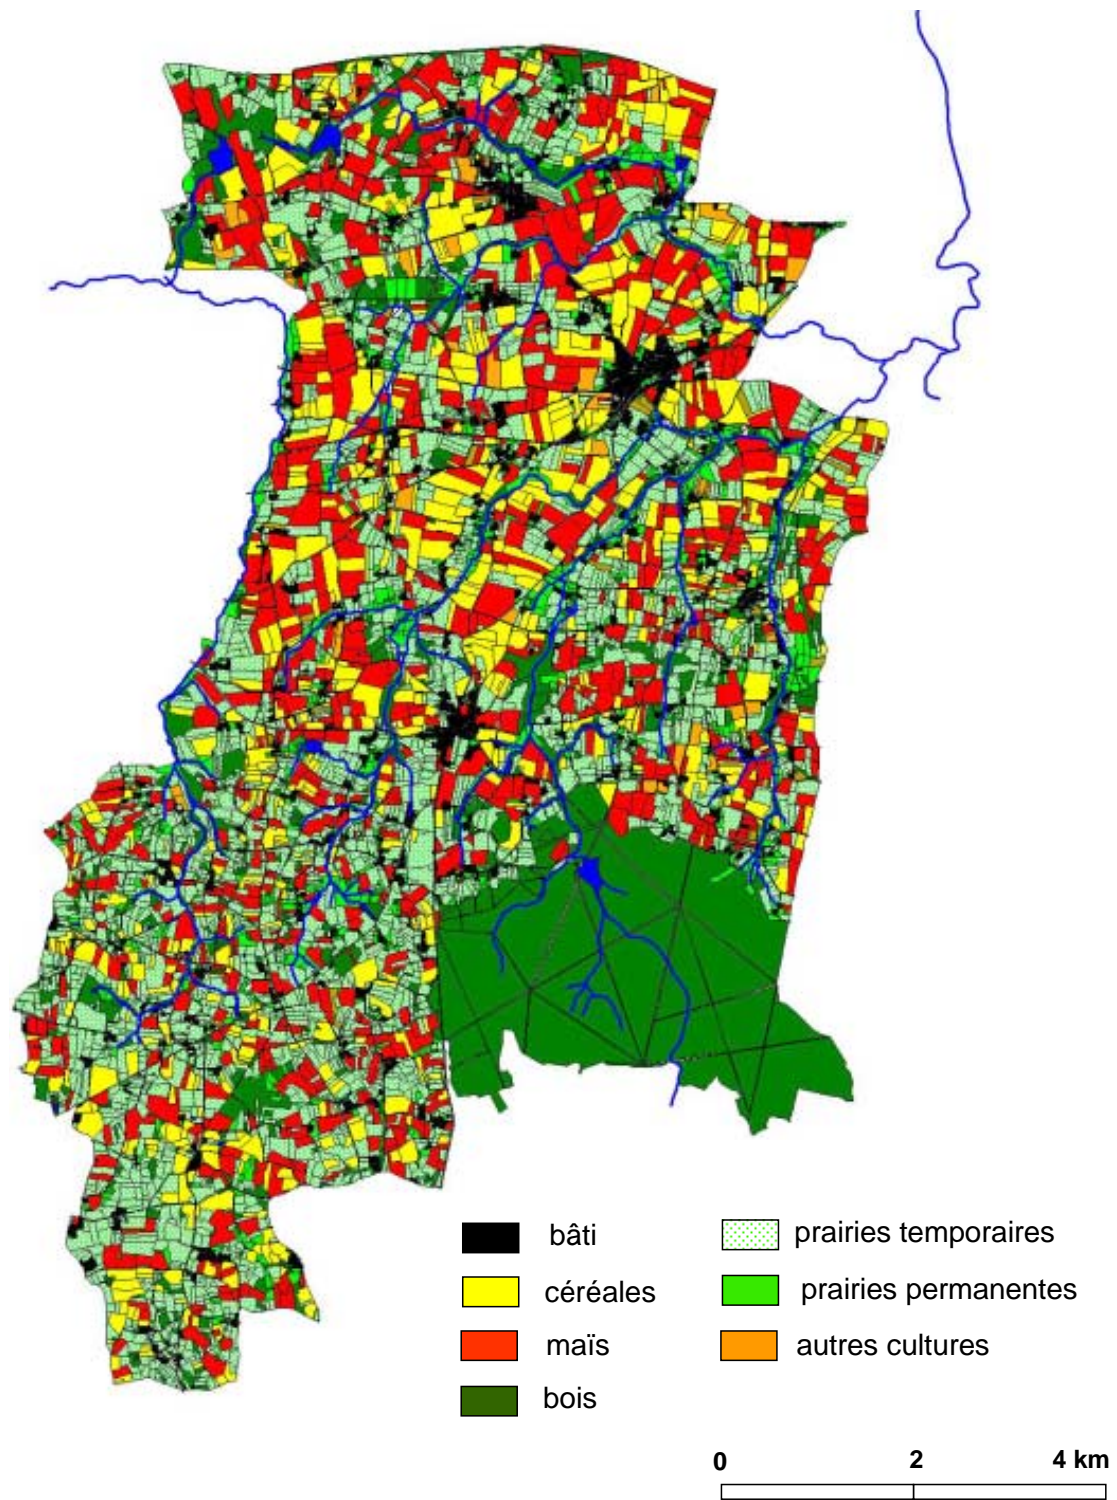 bâti
prairies temporaires
céréales
prairies permanentes
maïs
autres cultures
bois
0 2 4 km